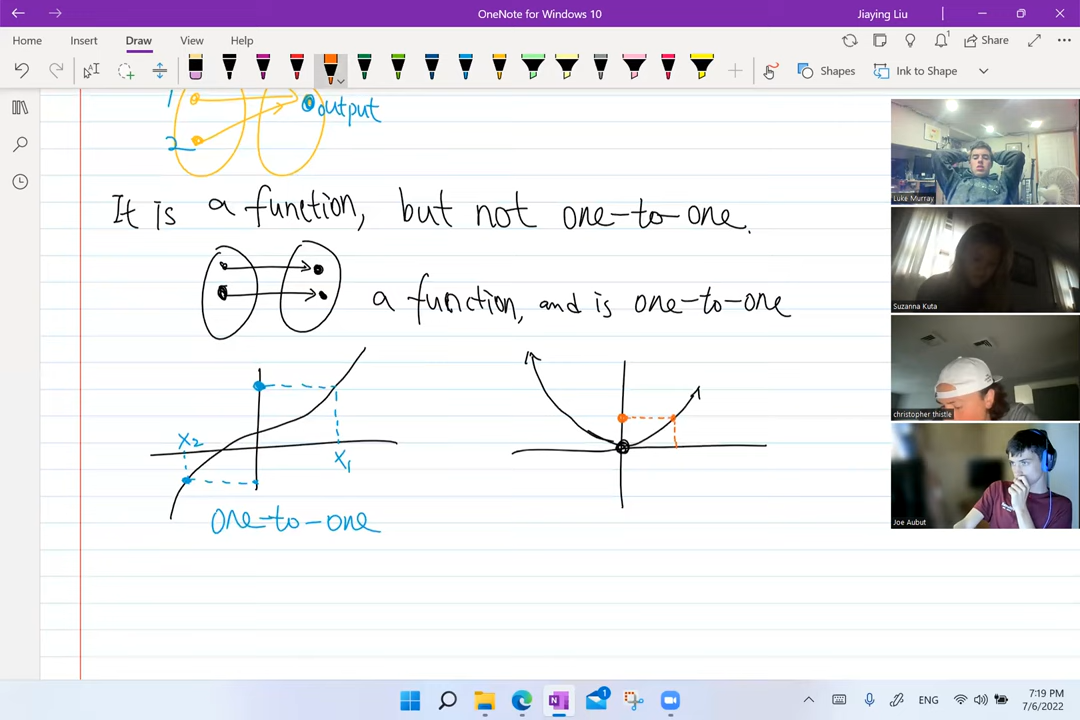 OneNote for Windows 10
Jiaying Liu
Home Insert Draw View Help
Share
Shapes
Ink to Shape
1
output
2
It is a function, but not one-to-one.
a function, and is one-to-one
x2
x1
one-to-one
Luke Murray
Suzanna Kuta
christopher thistle
Joe Aubut
1
ENG
7:19 PM
7/6/2022